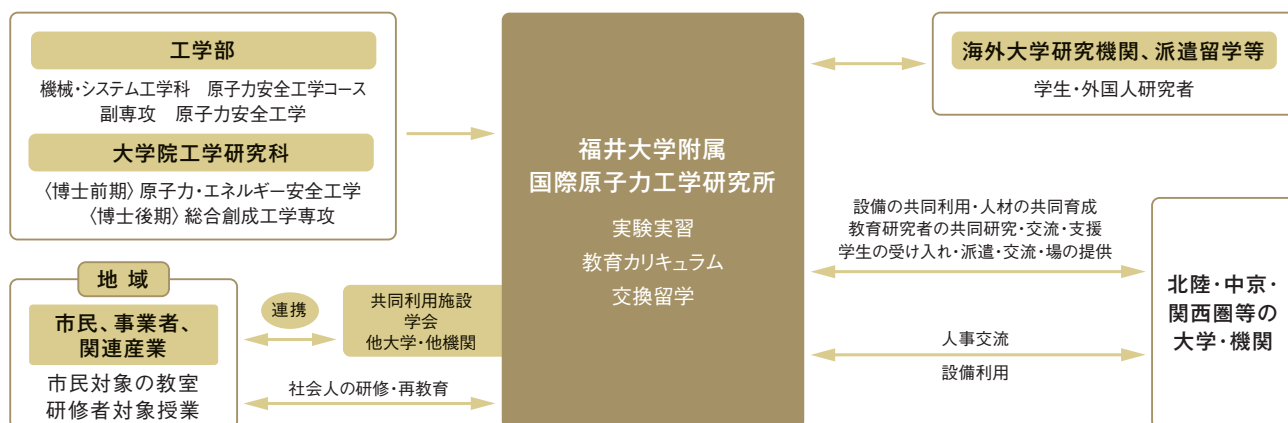 工学部
機械・システム工学科　原子力安全工学コース
副専攻　原子力安全工学
大学院工学研究科
〈博士前期〉原子力・エネルギー安全工学
〈博士後期〉総合創成工学専攻
地域
市民、事業者、
関連産業
市民対象の教室
研修者対象授業
連携
共同利用施設
学会
他大学・他機関
社会人の研修・再教育
福井大学附属
国際原子力工学研究所
実験実習
教育カリキュラム
交換留学
海外大学研究機関、派遣留学等
学生・外国人研究者
設備の共同利用・人材の共同育成
教育研究者の共同研究・交流・支援
学生の受け入れ・派遣・交流・場の提供
人事交流
設備利用
北陸・中京・
関西圏等の
大学・機関